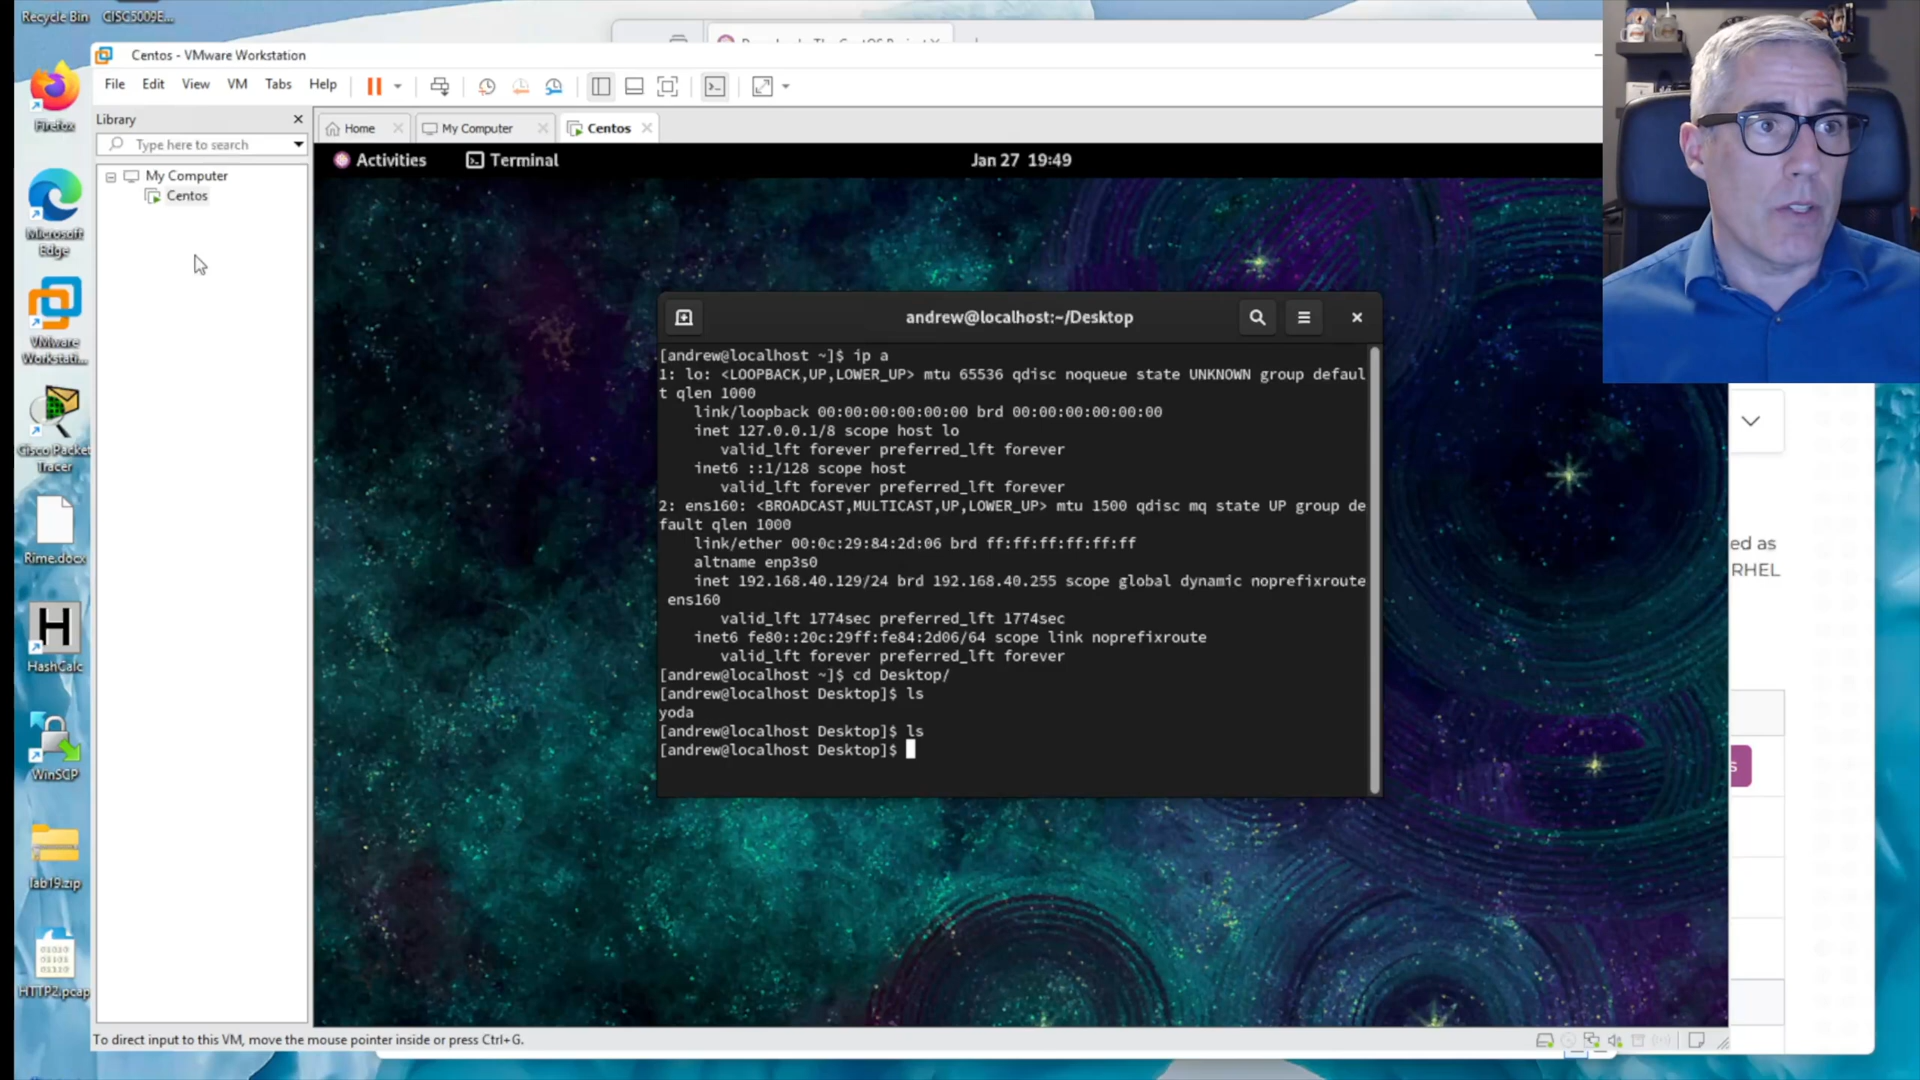 Recycle Bin
CISC5009E...
Centos - VMware Workstation
File Edit View VM Tabs Help
Library
Type here to search
My Computer
Centos
Home
My Computer
Centos
Activities
Terminal
Jan 27 19:49
andrew@localhost:~/Desktop
[andrew@localhost ~]$ ip a
1: lo: <LOOPBACK,UP,LOWER_UP> mtu 65536 qdisc noqueue state UNKNOWN group defaul
t qlen 1000
link/loopback 00:00:00:00:00:00 brd 00:00:00:00:00:00
inet 127.0.0.1/8 scope host lo
valid_lft forever preferred_lft forever
inet6 ::1/128 scope host
valid_lft forever preferred_lft forever
2: ens160: <BROADCAST,MULTICAST,UP,LOWER_UP> mtu 1500 qdisc mq state UP group de
fault qlen 1000
link/ether 00:0c:29:84:2d:06 brd ff:ff:ff:ff:ff:ff
altname enp3s0
inet 192.168.40.129/24 brd 192.168.40.255 scope global dynamic noprefixroute
ens160
valid_lft 1774sec preferred_lft 1774sec
inet6 fe80::20c:29ff:fe84:2d06/64 scope link noprefixroute
valid_lft forever preferred_lft forever
[andrew@localhost ~]$ cd Desktop/
[andrew@localhost Desktop]$ ls
yoda
[andrew@localhost Desktop]$ ls
[andrew@localhost Desktop]$
Firefox
Microsoft
Edge
VMware
Workstati...
Cisco Packet
Tracer
Rime.docx
H
HashCalc
WinSCP
lab19.zip
HTTP2.pcap
ed as
RHEL
s
To direct input to this VM, move the mouse pointer inside or press Ctrl+G.